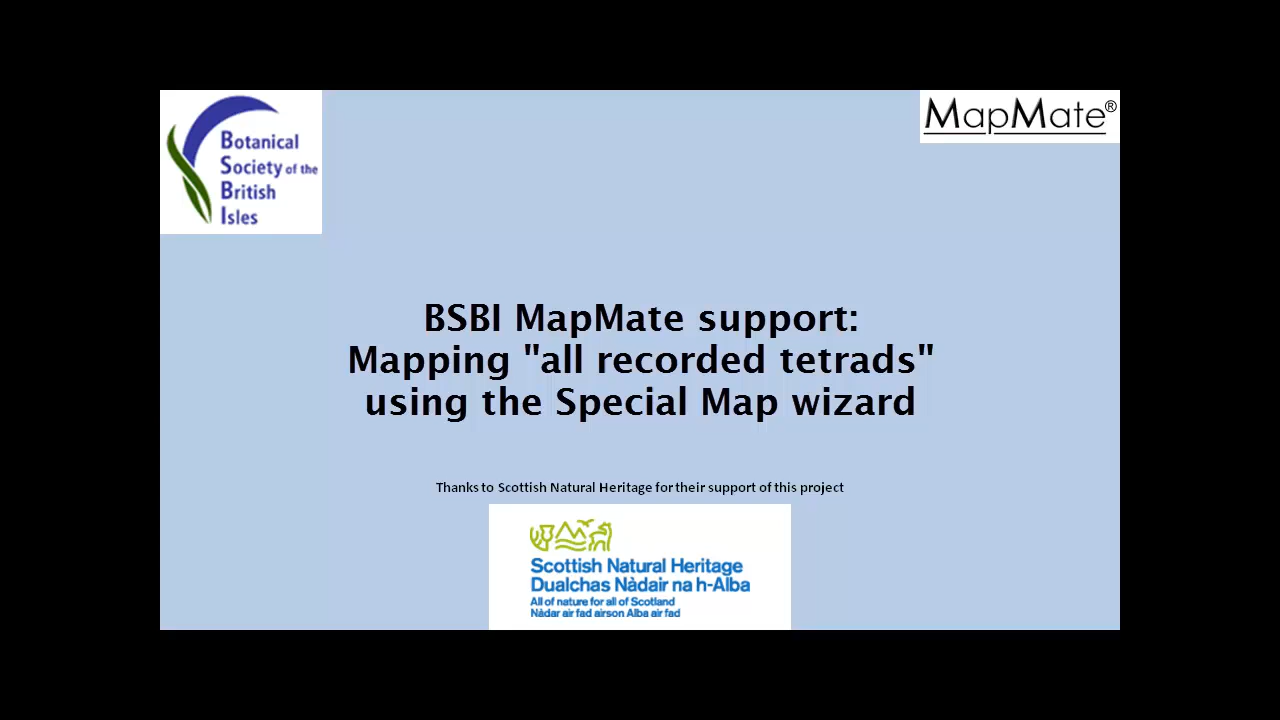 Botanical
Society of the
British
Isles
MapMate®
BSBI MapMate support:
Mapping "all recorded tetrads"
using the Special Map wizard
Thanks to Scottish Natural Heritage for their support of this project
Scottish Natural Heritage
Dualchas Nàdair na h-Alba
All of nature for all of Scotland
Nàdar air fad airson Alba air fad